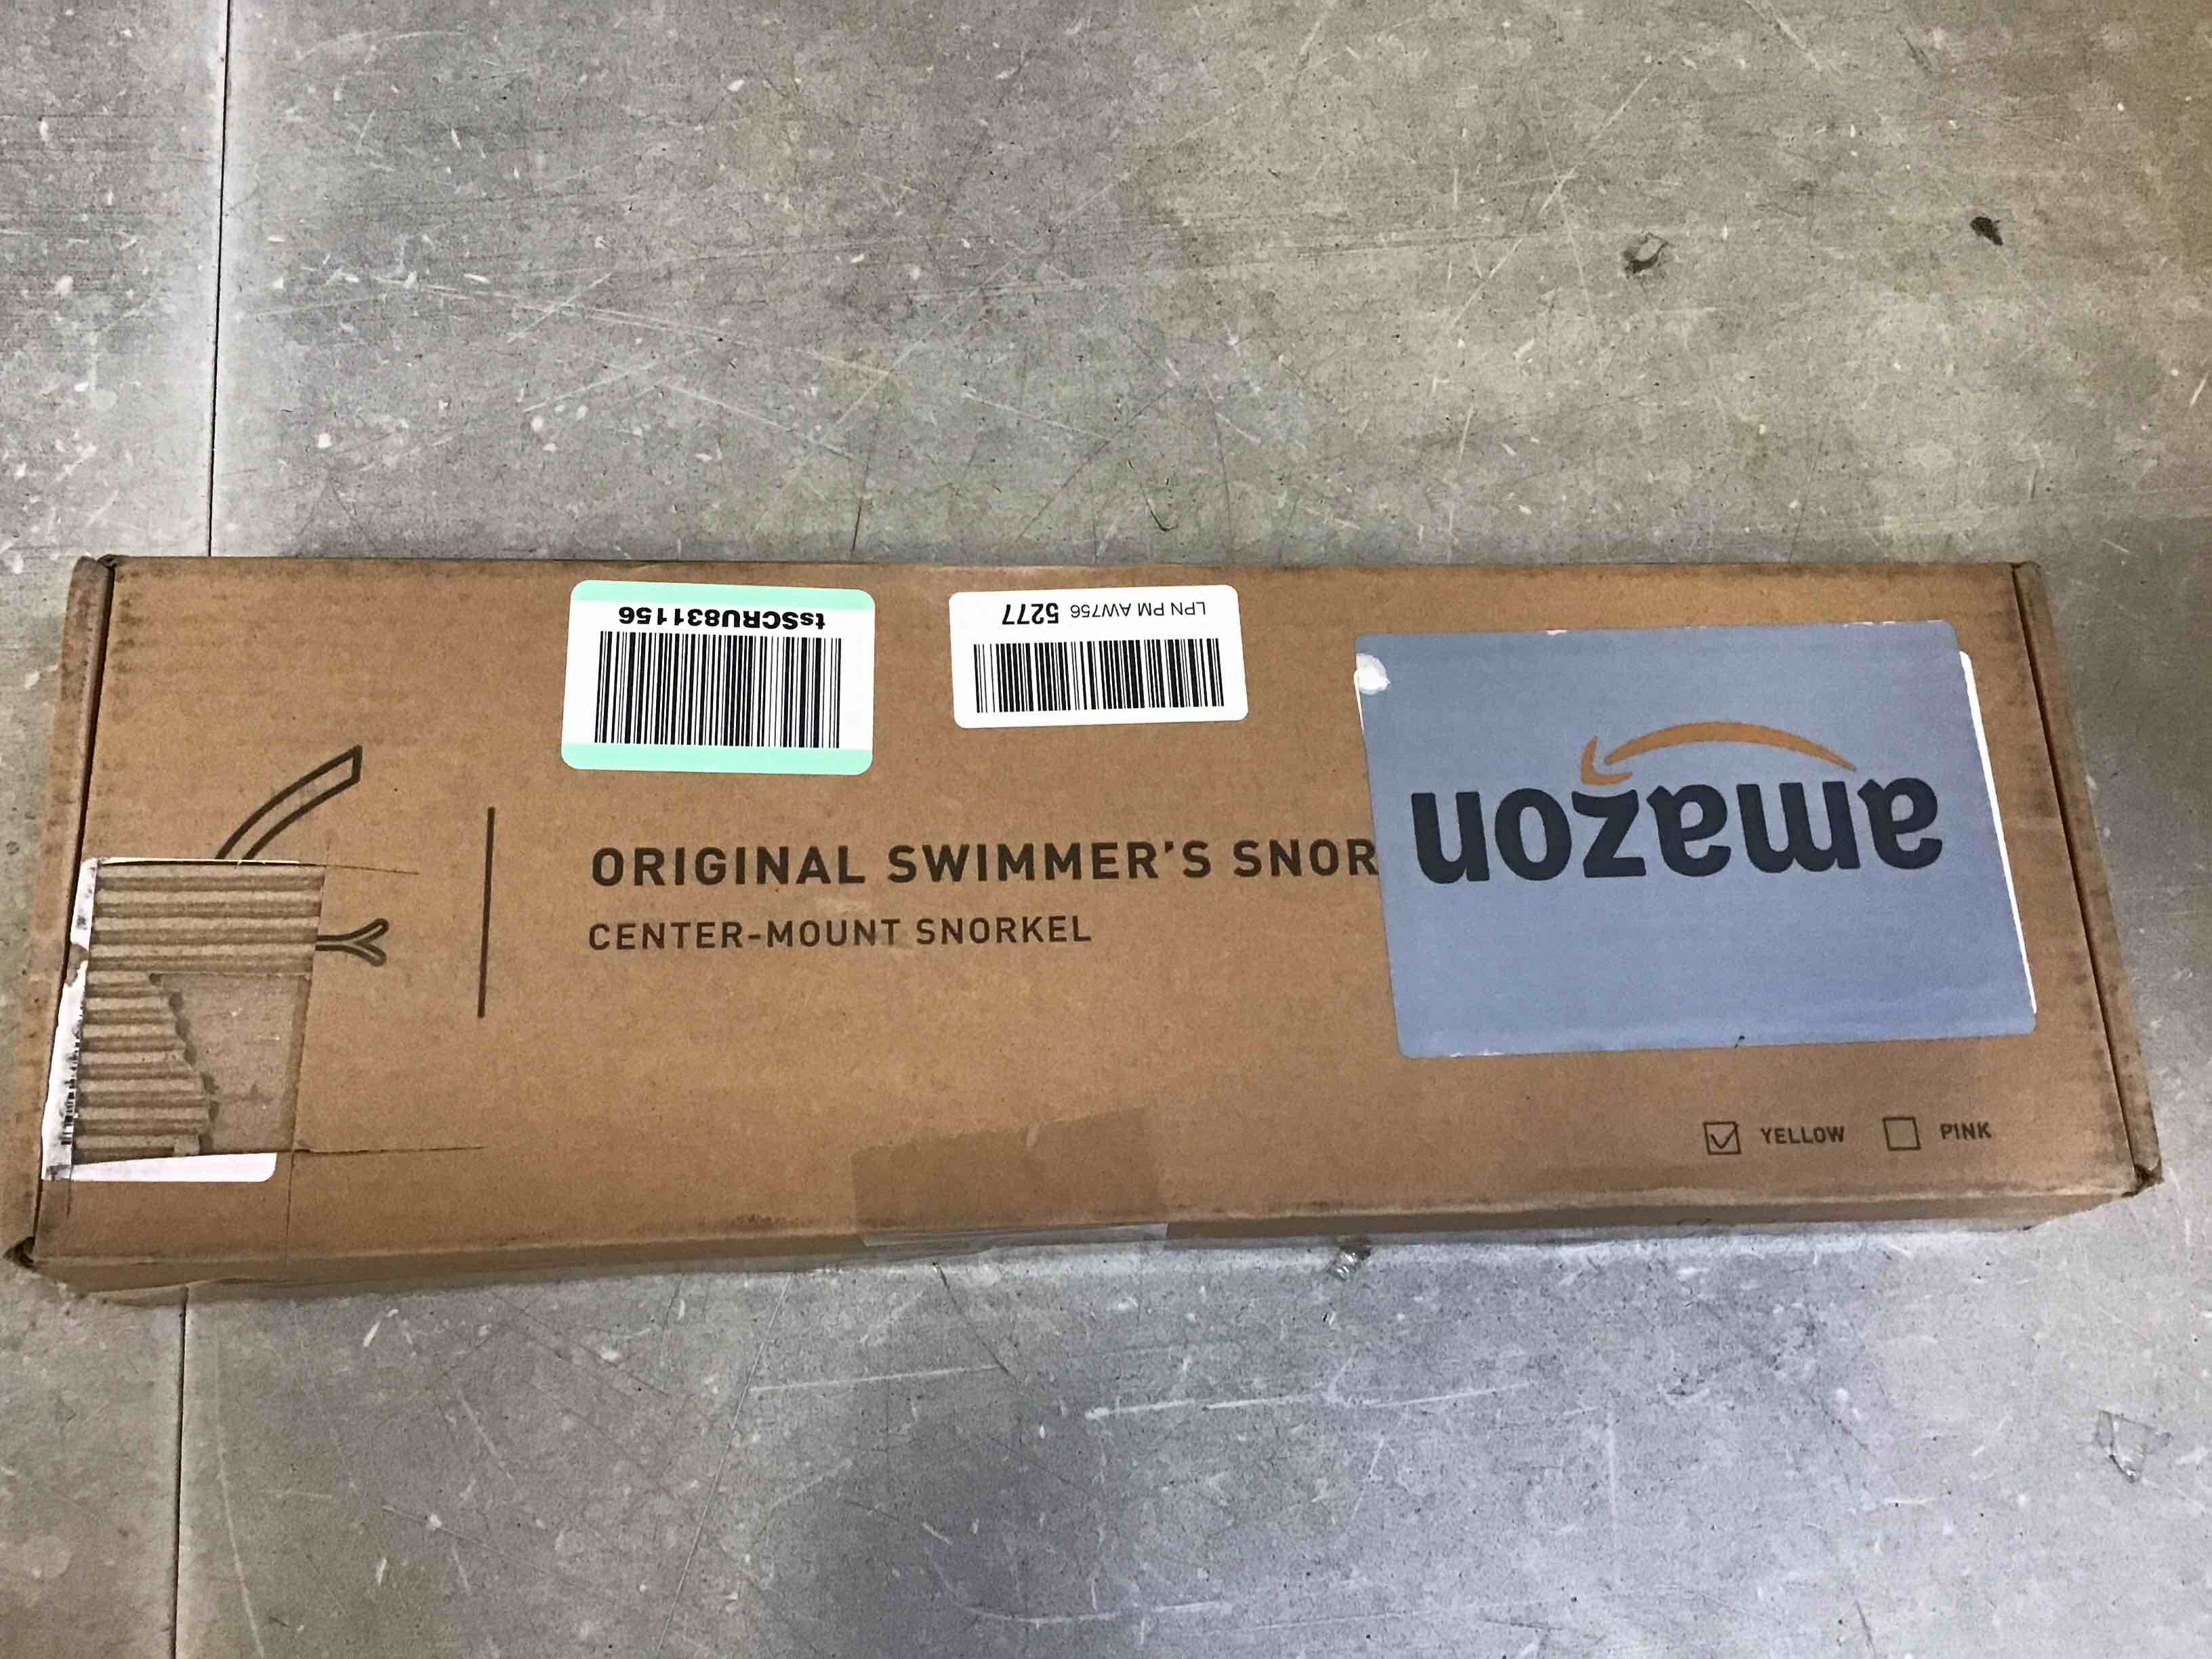 tsSCRU831156
LPN PM AW756 5277
amazon
ORIGINAL SWIMMER'S SNOR
CENTER-MOUNT SNORKEL
YELLOW PINK